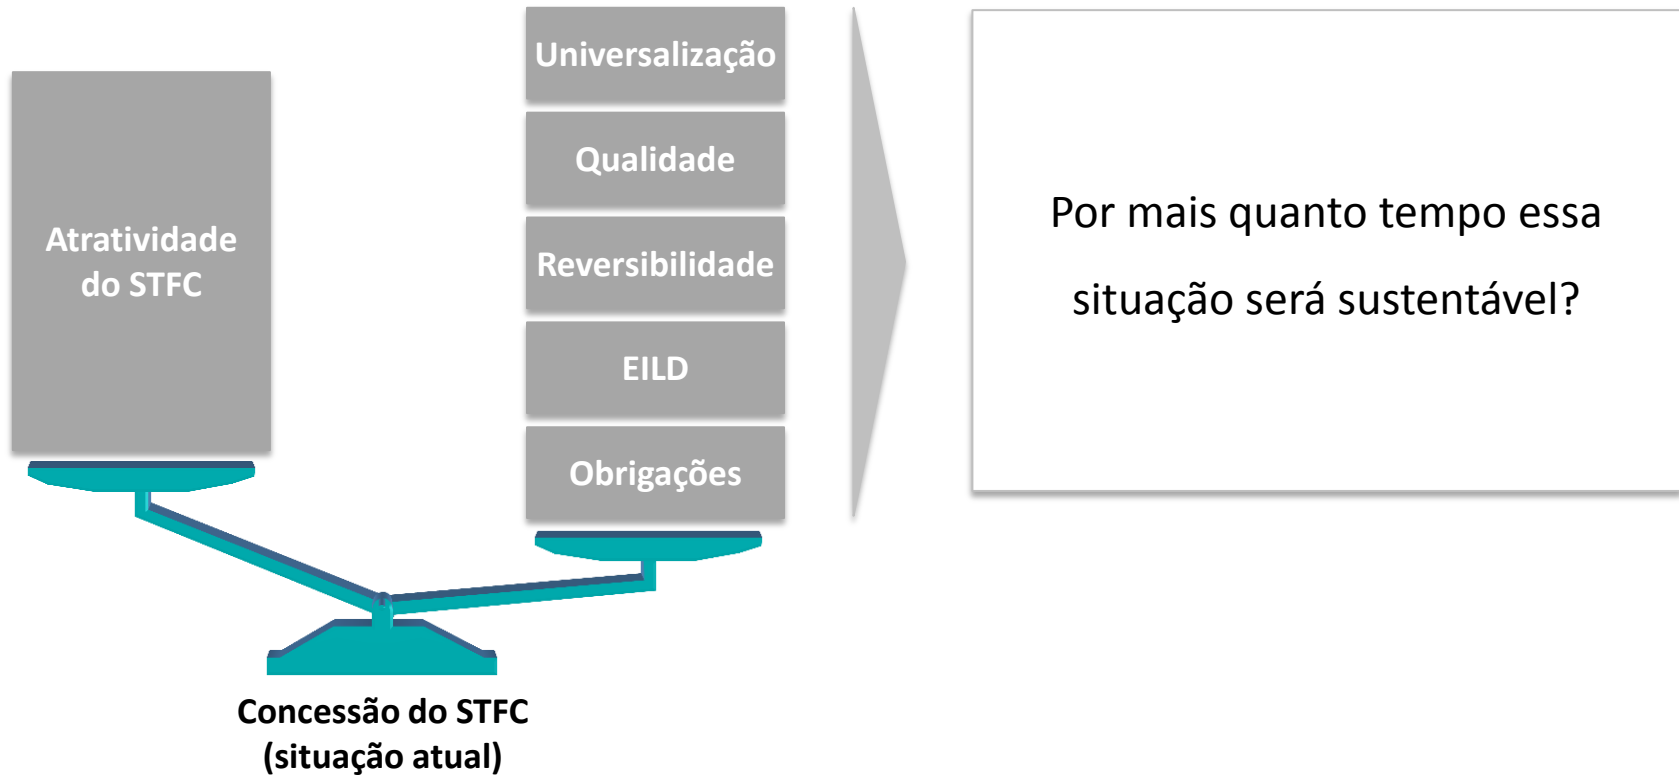 Atratividade
do STFC
Universalização
Qualidade
Reversibilidade
EILD
Obrigações
Concessão do STFC
(situação atual)
Por mais quanto tempo essa
situação será sustentável?